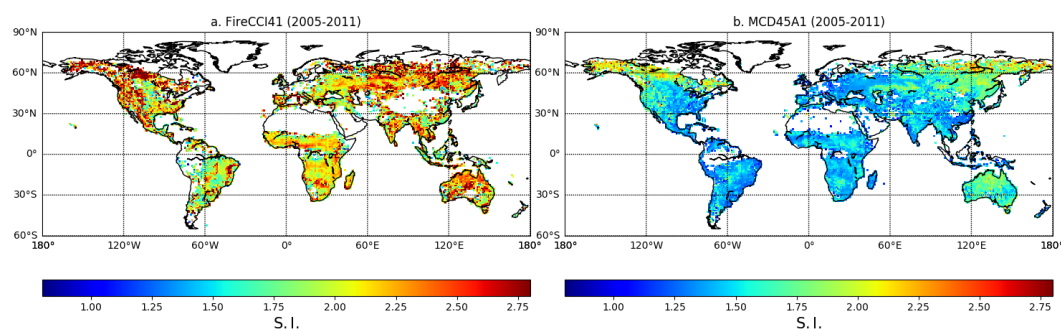 a. FireCCI41 (2005-2011)
90°N
60°N
30°N
0°
30°S
60°S
180° 120°W 60°W 0° 60°E 120°E 180°
1.00 1.25 1.50 1.75 2.00 2.25 2.50 2.75
S.I.
b. MCD45A1 (2005-2011)
90°N
60°N
30°N
0°
30°S
60°S
180° 120°W 60°W 0° 60°E 120°E 180°
1.00 1.25 1.50 1.75 2.00 2.25 2.50 2.75
S.I.